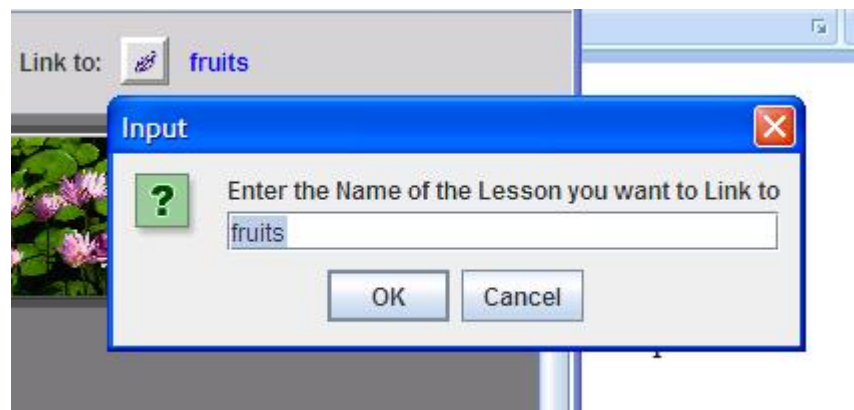 Link to: fruits
Input
Enter the Name of the Lesson you want to Link to
fruits
OK Cancel